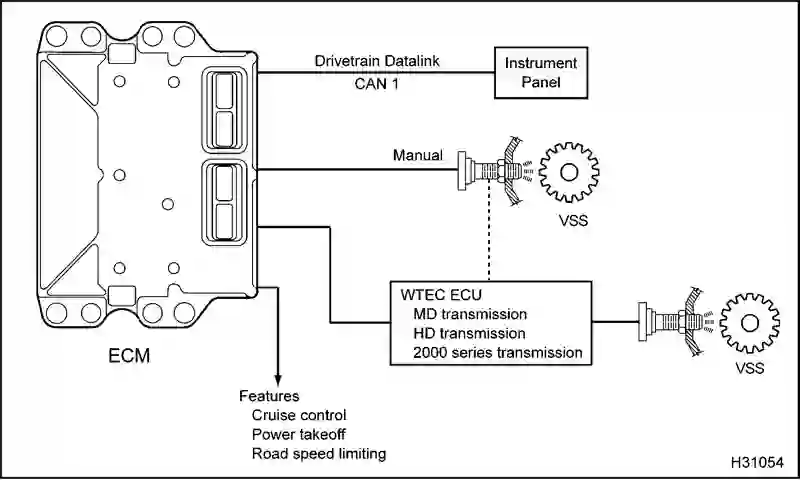 Drivetrain Datalink
CAN 1
Instrument
Panel
Manual
VSS
WTEC ECU
MD transmission
HD transmission
2000 series transmission
VSS
ECM
Features
Cruise control
Power takeoff
Road speed limiting
H31054